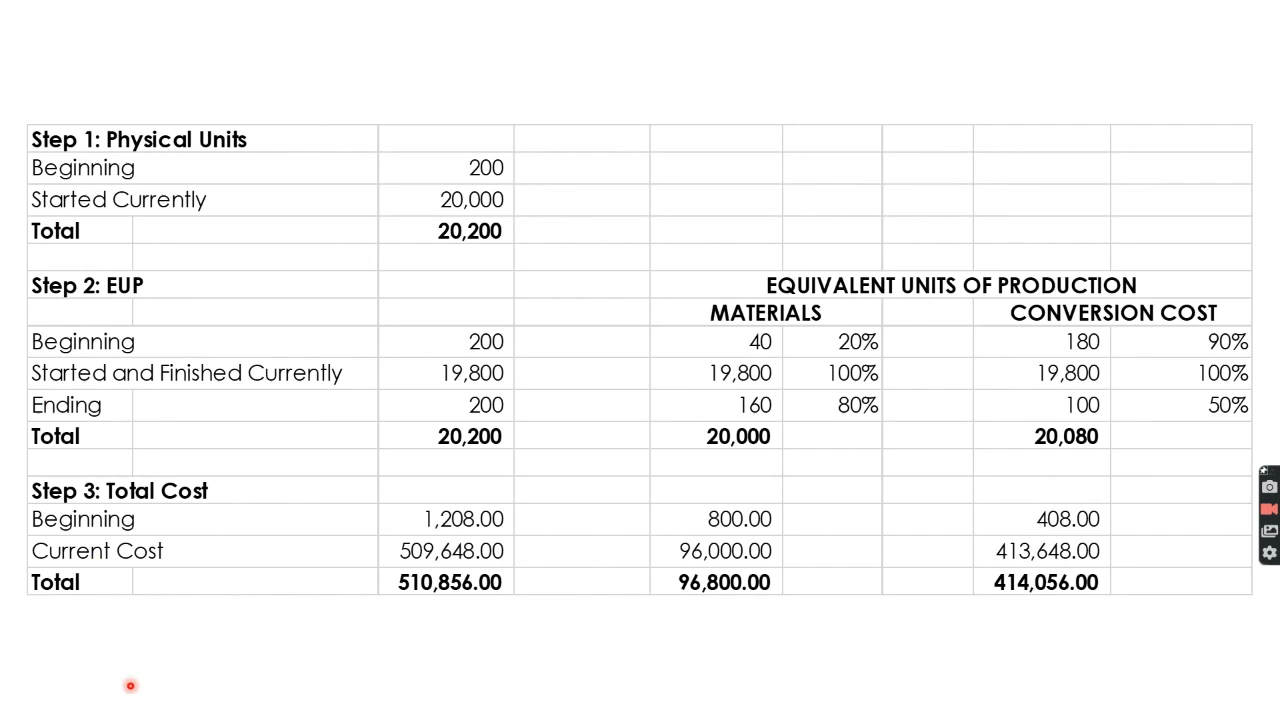 Step 1: Physical Units
Beginning 200
Started Currently 20,000
Total 20,200
Step 2: EUP EQUIVALENT UNITS OF PRODUCTION
MATERIALS CONVERSION COST
Beginning 200 40 20% 180 90%
Started and Finished Currently 19,800 19,800 100% 19,800 100%
Ending 200 160 80% 100 50%
Total 20,200 20,000 20,080
Step 3: Total Cost
Beginning 1,208.00 800.00 408.00
Current Cost 509,648.00 96,000.00 413,648.00
Total 510,856.00 96,800.00 414,056.00